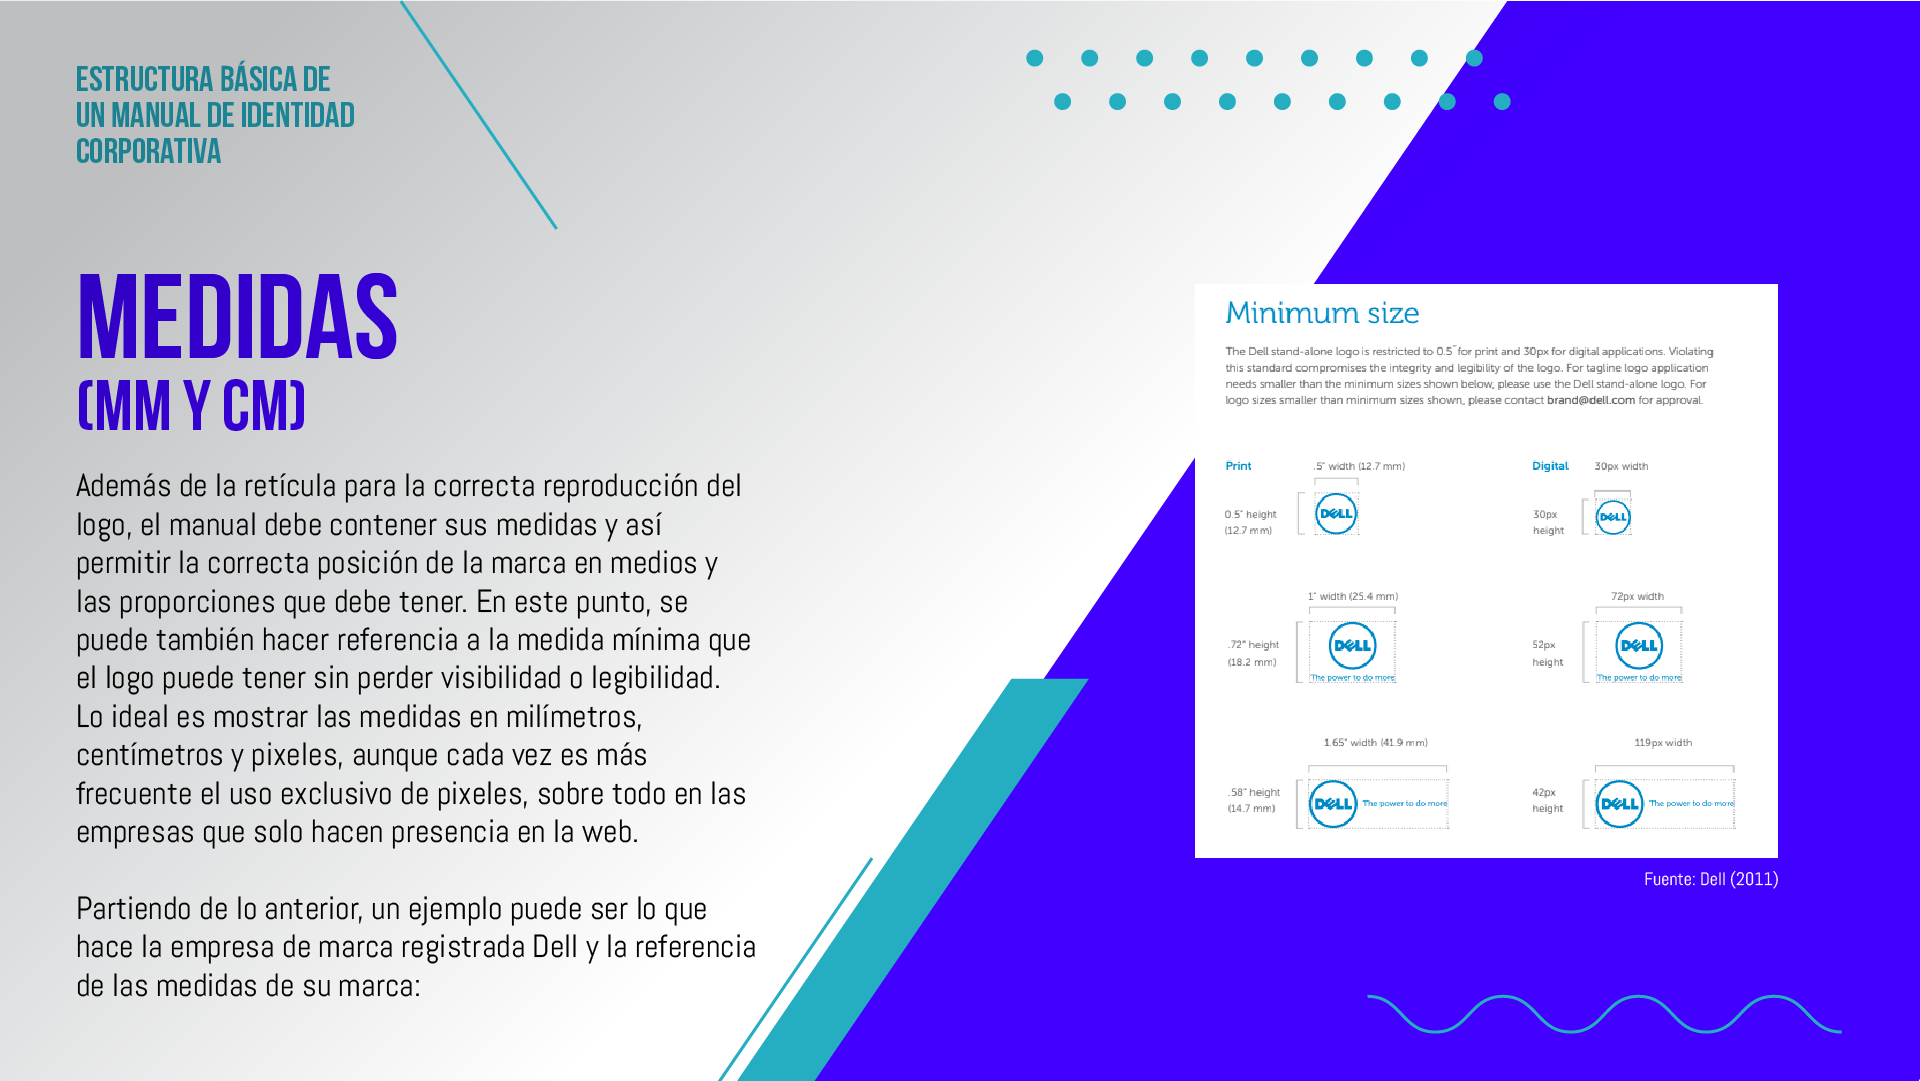 ESTRUCTURA BÁSICA DE
UN MANUAL DE IDENTIDAD
CORPORATIVA
MEDIDAS
(MM Y CM)
Además de la retícula para la correcta reproducción del
logo, el manual debe contener sus medidas y así
permitir la correcta posición de la marca en medios y
las proporciones que debe tener. En este punto, se
puede también hacer referencia a la medida mínima que
el logo puede tener sin perder visibilidad o legibilidad.
Lo ideal es mostrar las medidas en milímetros,
centímetros y pixeles, aunque cada vez es más
frecuente el uso exclusivo de pixeles, sobre todo en las
empresas que solo hacen presencia en la web.
Partiendo de lo anterior, un ejemplo puede ser lo que
hace la empresa de marca registrada Dell y la referencia
de las medidas de su marca:
Minimum size
The Dell stand-alone logo is restricted to 0.5" for print and 30px for digital applications. Violating
this standard compromises the integrity and legibility of the logo. For tagline logo application
needs smaller than the minimum sizes shown below, please use the Dell stand-alone logo. For
logo sizes smaller than minimum sizes shown, please contact brand@dell.com for approval.
Print
.5" width (12.7 mm)
0.5" height
(12.7 mm)
DELL
Digital
30px width
30px
height
DELL
1" width (25.4 mm)
.72" height
(18.2 mm)
DELL
The power to do more
72px width
52px
height
DELL
The power to do more
1.65" width (41.9 mm)
.58" height
(14.7 mm)
DELL The power to do more
119px width
42px
height
DELL The power to do more
Fuente: Dell (2011)